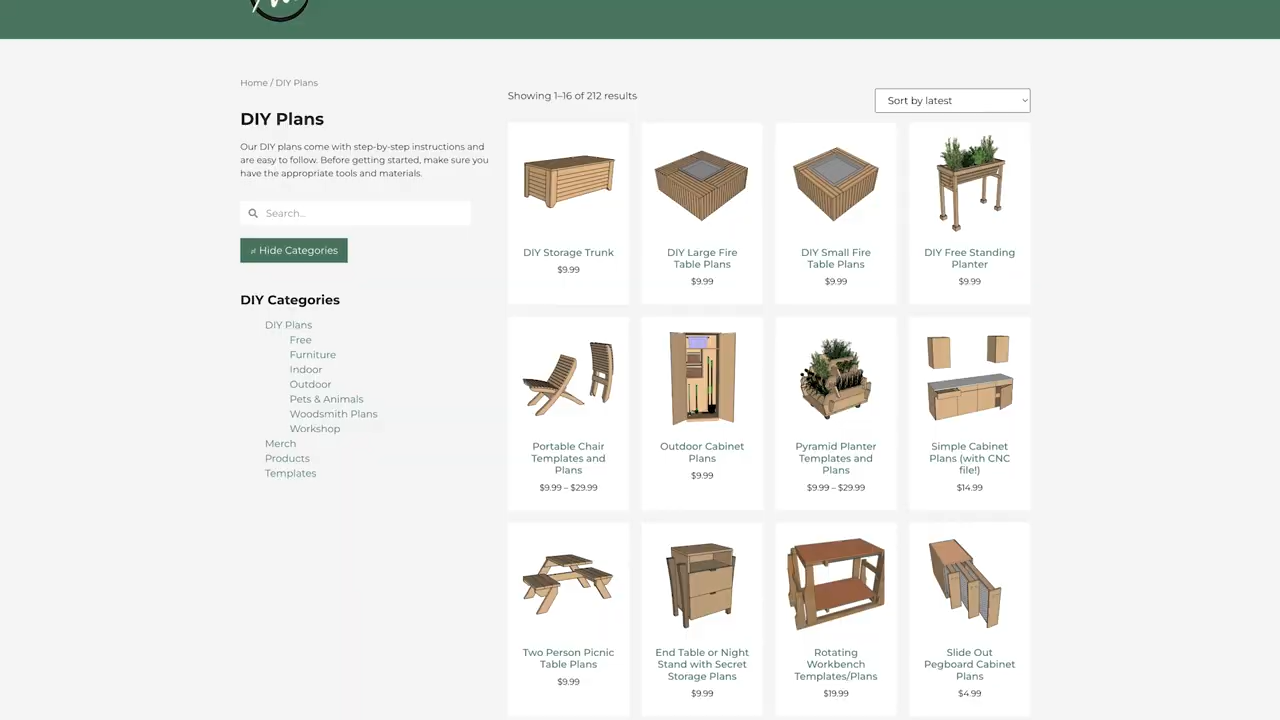 Home / DIY Plans
DIY Plans
Our DIY plans come with step-by-step instructions and
are easy to follow. Before getting started, make sure you
have the appropriate tools and materials.
Search...
Hide Categories
DIY Categories
DIY Plans
Free
Furniture
Indoor
Outdoor
Pets & Animals
Woodsmith Plans
Workshop
Merch
Products
Templates
Showing 1–16 of 212 results
Sort by latest
DIY Storage Trunk
$9.99
DIY Large Fire
Table Plans
$9.99
DIY Small Fire
Table Plans
$9.99
DIY Free Standing
Planter
$9.99
Portable Chair
Templates and
Plans
$9.99 – $29.99
Outdoor Cabinet
Plans
$9.99
Pyramid Planter
Templates and
Plans
$9.99 – $29.99
Simple Cabinet
Plans (with CNC
file!)
$14.99
Two Person Picnic
Table Plans
$9.99
End Table or Night
Stand with Secret
Storage Plans
$9.99
Rotating
Workbench
Templates/Plans
$19.99
Slide Out
Pegboard Cabinet
Plans
$4.99